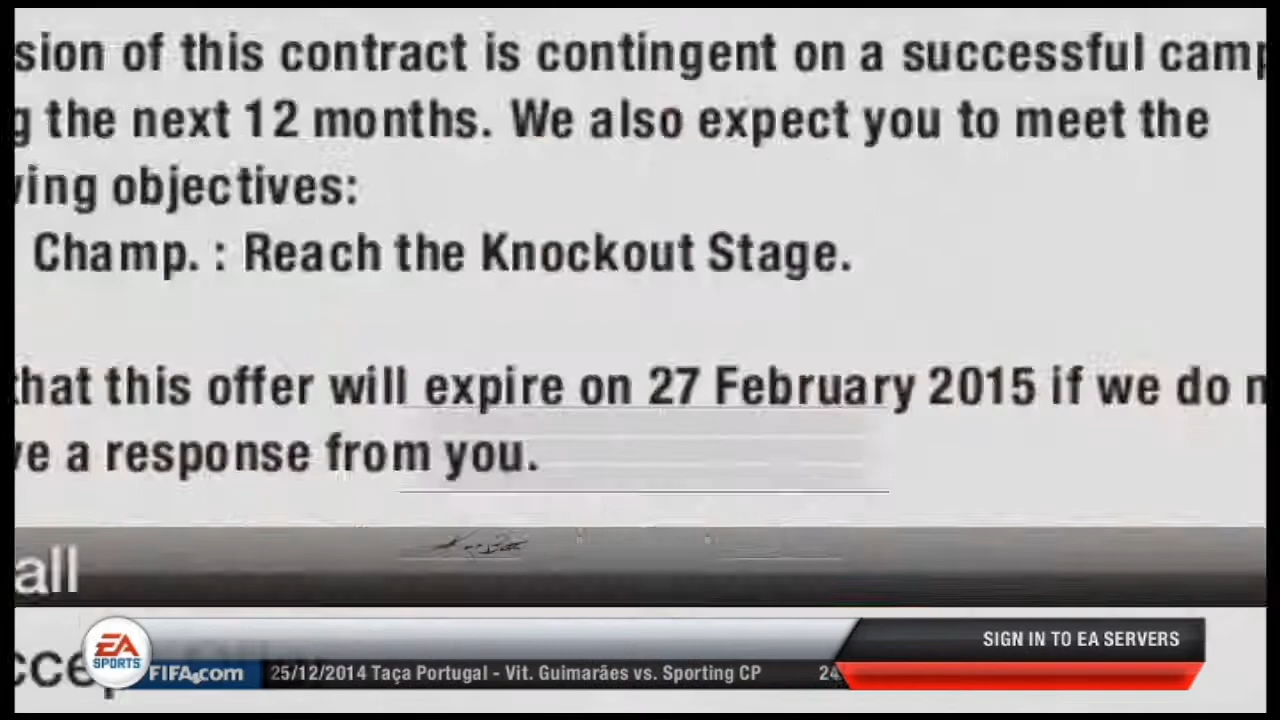 sion of this contract is contingent on a successful camp
g the next 12 months. We also expect you to meet the
ving objectives:
Champ. : Reach the Knockout Stage.
that this offer will expire on 27 February 2015 if we do n
ve a response from you.
all
EA
SPORTS
SIGN IN TO EA SERVERS
FIFA.com
25/12/2014 Taça Portugal - Vit. Guimarães vs. Sporting CP 24